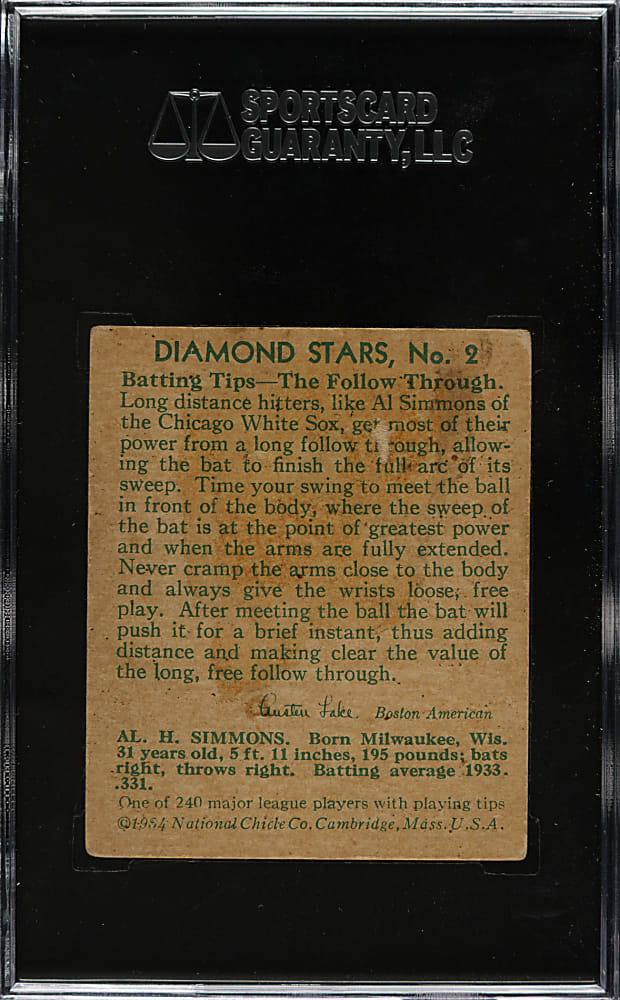 SPORTSCARD
GUARANTY, LLC
DIAMOND STARS, No. 2
Batting Tips—The Follow Through.
Long distance hitters, like Al Simmons of
the Chicago White Sox, get most of their
power from a long follow through, allow-
ing the bat to finish the full arc of its
sweep. Time your swing to meet the ball
in front of the body, where the sweep of
the bat is at the point of greatest power
and when the arms are fully extended.
Never cramp the arms close to the body
and always give the wrists loose, free
play. After meeting the ball the bat will
push it for a brief instant, thus adding
distance and making clear the value of
the long, free follow through.
Austen Lake. Boston American
AL. H. SIMMONS. Born Milwaukee, Wis.
31 years old, 5 ft. 11 inches, 195 pounds; bats
right, throws right. Batting average 1933.
.331.
One of 240 major league players with playing tips
©1934 National Chicle Co. Cambridge, Mass. U.S.A.